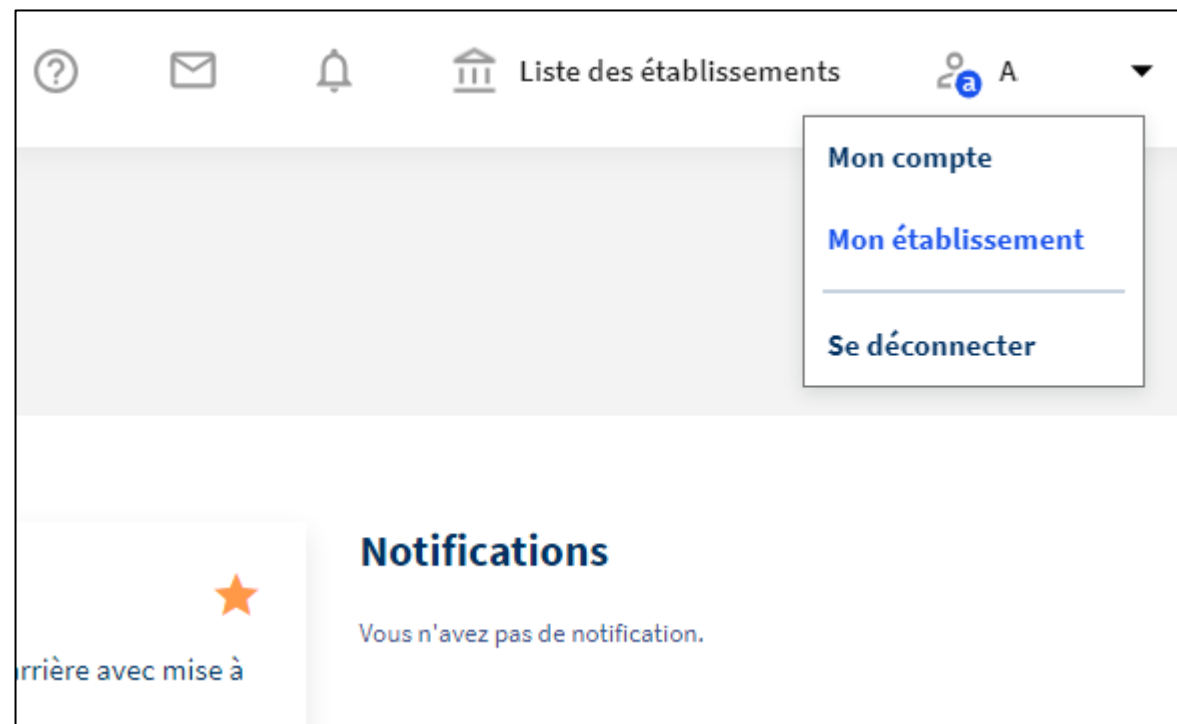 Liste des établissements
a A
Mon compte
Mon établissement
Se déconnecter
Notifications
Vous n'avez pas de notification.
rrière avec mise à